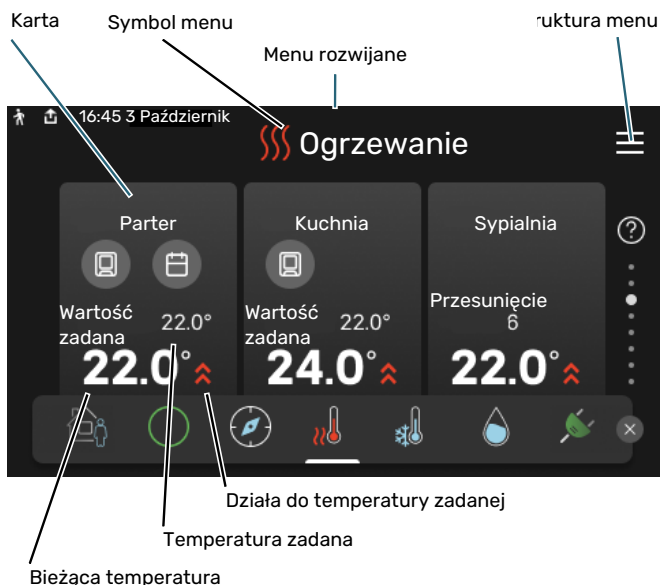 Karta
Symbol menu
ruktura menu
Menu rozwijane
16:45 3 Październik
Ogrzewanie
Parter
Kuchnia
Sypialnia
?
Wartość
zadana
22.0°
Wartość
zadana
22.0°
Przesunięcie
6
22.0°
24.0°
22.0°
Działa do temperatury zadanej
Temperatura zadana
Bieżąca temperatura